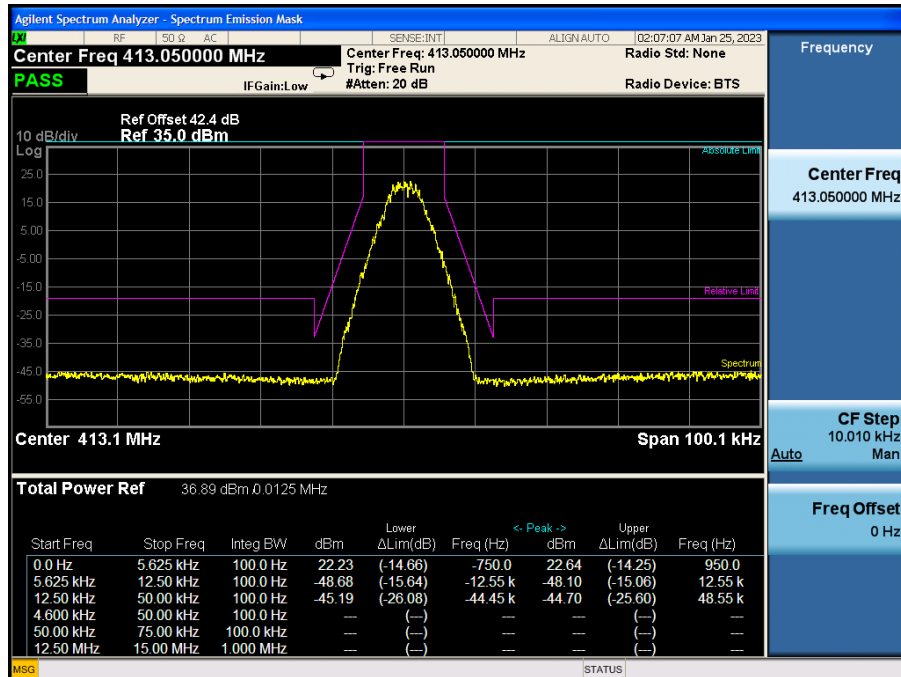 Agilent Spectrum Analyzer - Spectrum Emission Mask
LXI RF 50 Ω AC SENSE:INT ALIGN AUTO 02:07:07 AM Jan 25, 2023
Center Freq 413.050000 MHz Center Freq: 413.050000 MHz Radio Std: None
Trig: Free Run
PASS IFGain:Low #Atten: 20 dB Radio Device: BTS
Ref Offset 42.4 dB
10 dB/div Ref 35.0 dBm
Log
Absolute Limit
25.0
15.0
5.00
-5.00
-15.0
Reletive Limit
-25.0
-35.0
-45.0
Spectrum
-55.0
Center 413.1 MHz Span 100.1 kHz
Total Power Ref 36.89 dBm /0.0125 MHz
Lower <- Peak -> Upper
Start Freq Stop Freq Integ BW dBm ΔLim(dB) Freq (Hz) dBm ΔLim(dB) Freq (Hz)
0.0 Hz 5.625 kHz 100.0 Hz 22.23 (-14.66) -750.0 22.64 (-14.25) 950.0
5.625 kHz 12.50 kHz 100.0 Hz -48.68 (-15.64) -12.55 k -48.10 (-15.06) 12.55 k
12.50 kHz 50.00 kHz 100.0 Hz -45.19 (-26.08) -44.45 k -44.70 (-25.60) 48.55 k
4.600 kHz 50.00 kHz 100.0 Hz --- (---) --- --- (---) ---
50.00 kHz 75.00 kHz 100.0 kHz --- (---) --- --- (---) ---
12.50 MHz 15.00 MHz 1.000 MHz --- (---) --- --- (---) ---
MSG STATUS
Frequency
Center Freq
413.050000 MHz
CF Step
10.010 kHz
Auto Man
Freq Offset
0 Hz